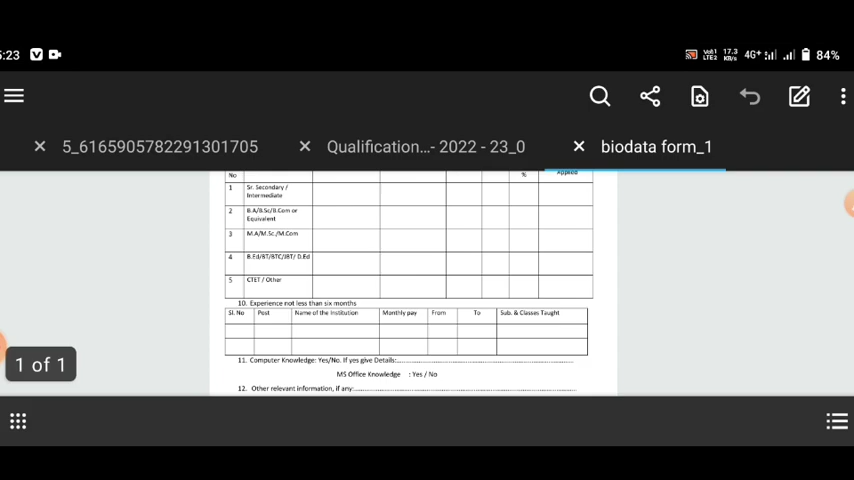 5:23
Vo)) 1 LTE2 17.3 KB/s 4G+ 84%
5_6165905782291301705 Qualification...- 2022 - 23_0 biodata form_1
No % Applied
1 Sr. Secondary / Intermediate
2 B.A/B.Sc/B.Com or Equivalent
3 M.A/M.Sc./M.Com
4 B.Ed/BT/BTC/JBT/ D.Ed
5 CTET / Other
10. Experience not less than six months
Sl. No Post Name of the Institution Monthly pay From To Sub. & Classes Taught
11. Computer Knowledge: Yes/No. If yes give Details:
MS Office Knowledge : Yes / No
12. Other relevant information, if any:
1 of 1